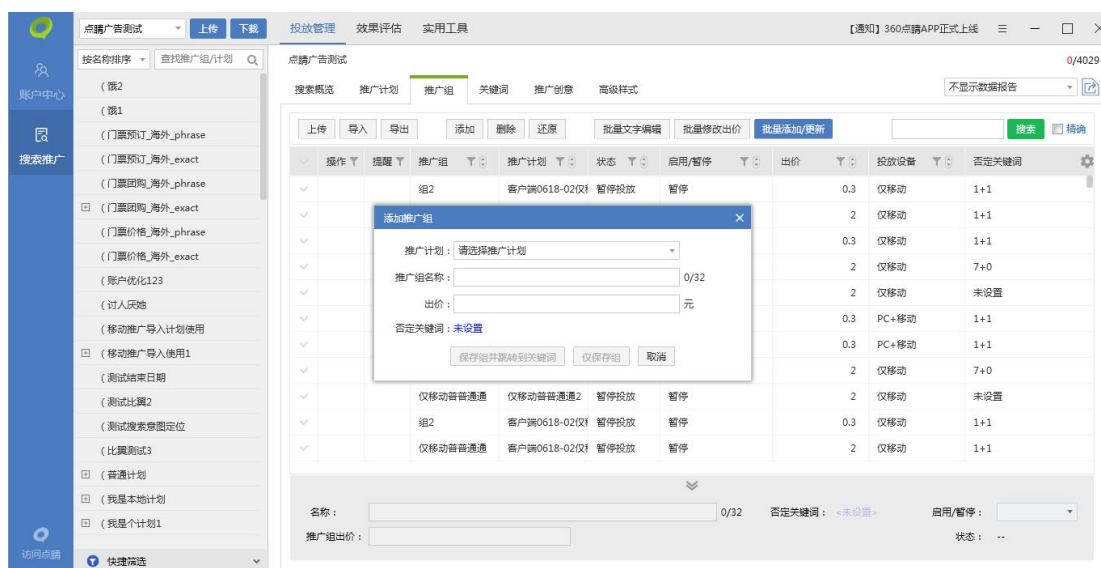 点睛广告测试 上传 下载 投放管理 效果评估 实用工具 【通知】360点睛APP正式上线
按名称排序 查找推广组/计划 点睛广告测试 0/4029
账户中心
搜索推广
访问点睛
(饿2
(饿1
(门票预订_海外_phrase
(门票预订_海外_exact
(门票团购_海外_phrase
(门票团购_海外_exact
(门票价格_海外_phrase
(门票价格_海外_exact
(账户优化123
(讨人厌她
(移动推广导入计划使用
(移动推广导入使用1
(测试结束日期
(测试比翼2
(测试搜索意图定位
(比翼测试3
(普通计划
(我是本地计划
(我是个计划1
快捷筛选
搜索概览 推广计划 推广组 关键词 推广创意 高级样式 不显示数据报告
上传 导入 导出 添加 删除 还原 批量文字编辑 批量修改出价 批量添加/更新 搜索 精确
操作 提醒 推广组 推广计划 状态 启用/暂停 出价 投放设备 否定关键词
组2 客户端0618-02仅移 暂停投放 暂停 0.3 仅移动 1+1
2 仅移动 1+1
0.3 仅移动 1+1
2 仅移动 7+0
2 仅移动 未设置
0.3 PC+移动 1+1
0.3 PC+移动 1+1
2 仅移动 7+0
仅移动普普通通 仅移动普普通通2 暂停投放 暂停 2 仅移动 未设置
组2 客户端0618-02仅移 暂停投放 暂停 0.3 仅移动 1+1
仅移动普普通通 客户端0618-02仅移 暂停投放 暂停 2 仅移动 1+1
添加推广组
推广计划： 请选择推广计划
推广组名称： 0/32
出价： 元
否定关键词：未设置
保存组并跳转到关键词 仅保存组 取消
名称： 0/32 否定关键词： <未设置> 启用/暂停：
推广组出价： 状态： --